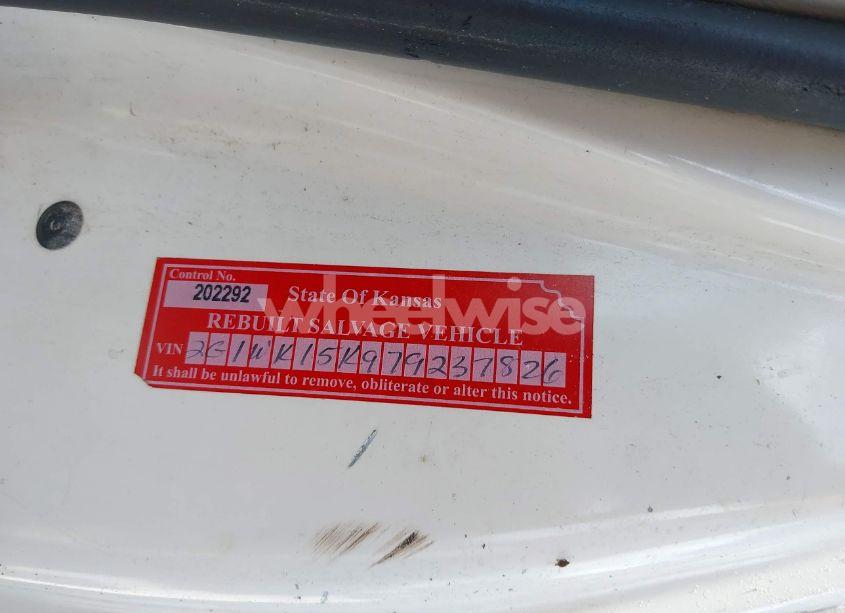 Control No.
202292 State Of Kansas
wheelwise
REBUILT SALVAGE VEHICLE
VIN 2G1WK15K979237826
It shall be unlawful to remove, obliterate or alter this notice.